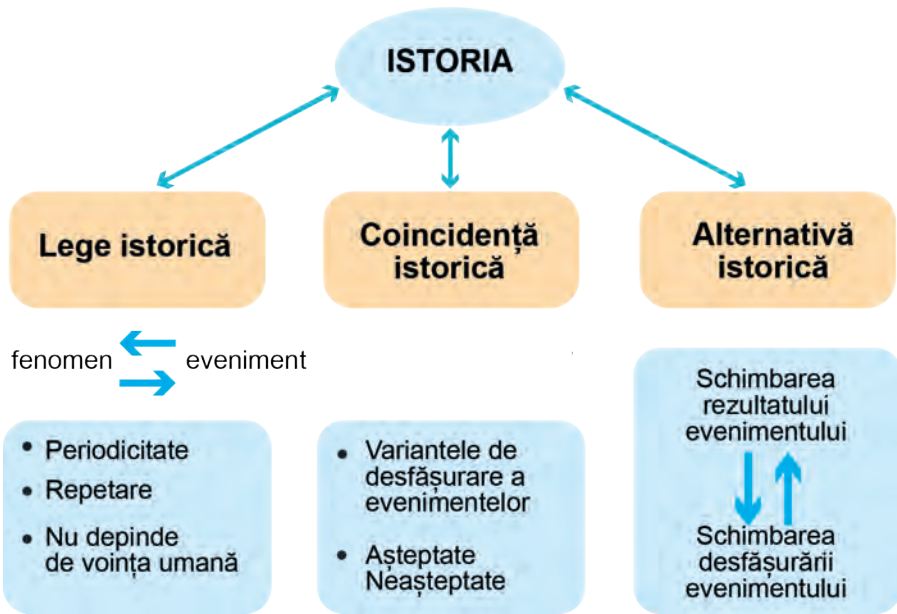 ISTORIA
Lege istorică
Coincidență
istorică
Alternativă
istorică
fenomen
eveniment
• Periodicitate
• Repetare
• Nu depinde
de voința umană
• Variantele de
desfășurare a
evenimentelor
• Așteptate
Neașteptate
Schimbarea
rezultatului
evenimentului
Schimbarea
desfășurării
evenimentului